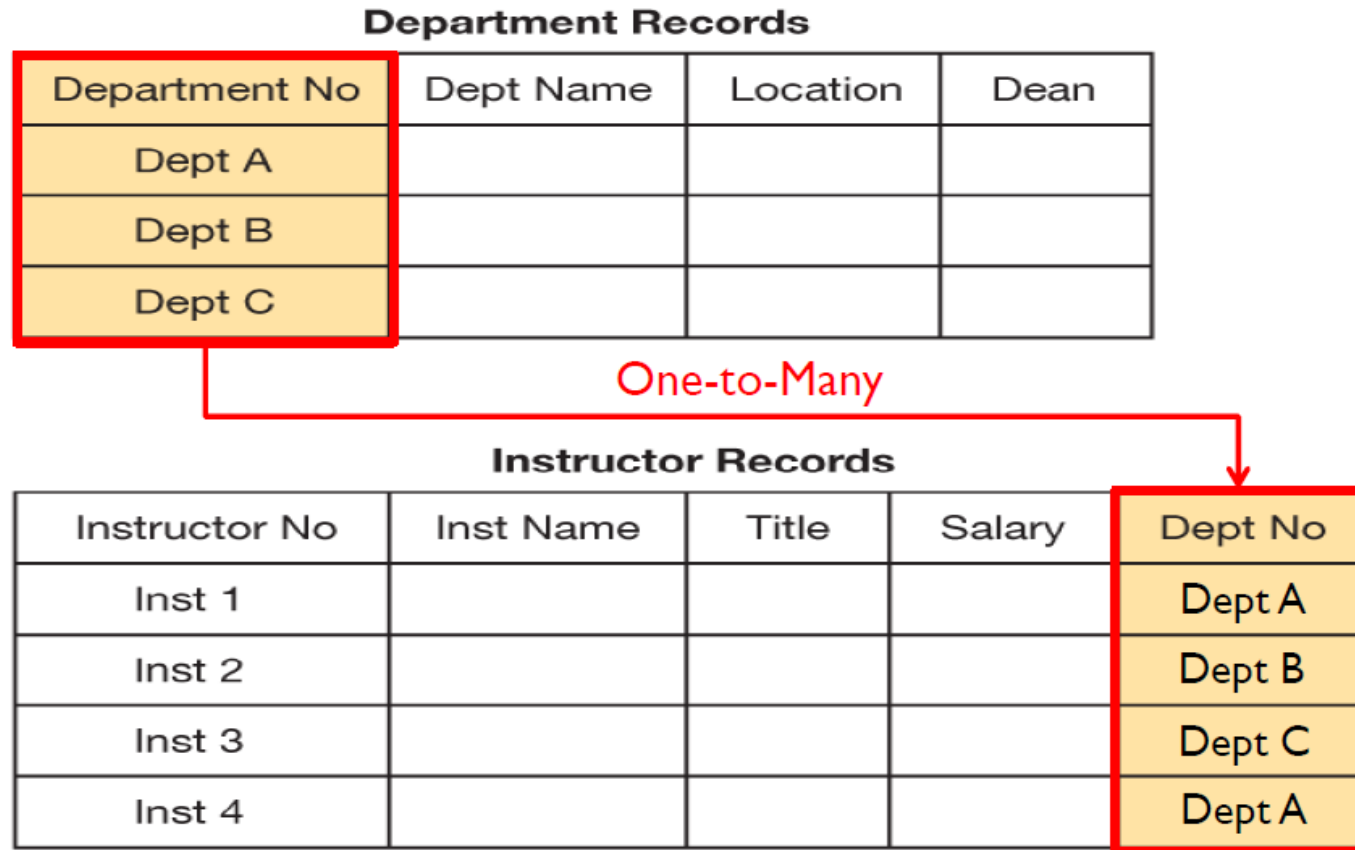 Department Records
Department No Dept Name Location Dean
Dept A
Dept B
Dept C
One-to-Many
Instructor Records
Instructor No Inst Name Title Salary Dept No
Inst 1 Dept A
Inst 2 Dept B
Inst 3 Dept C
Inst 4 Dept A